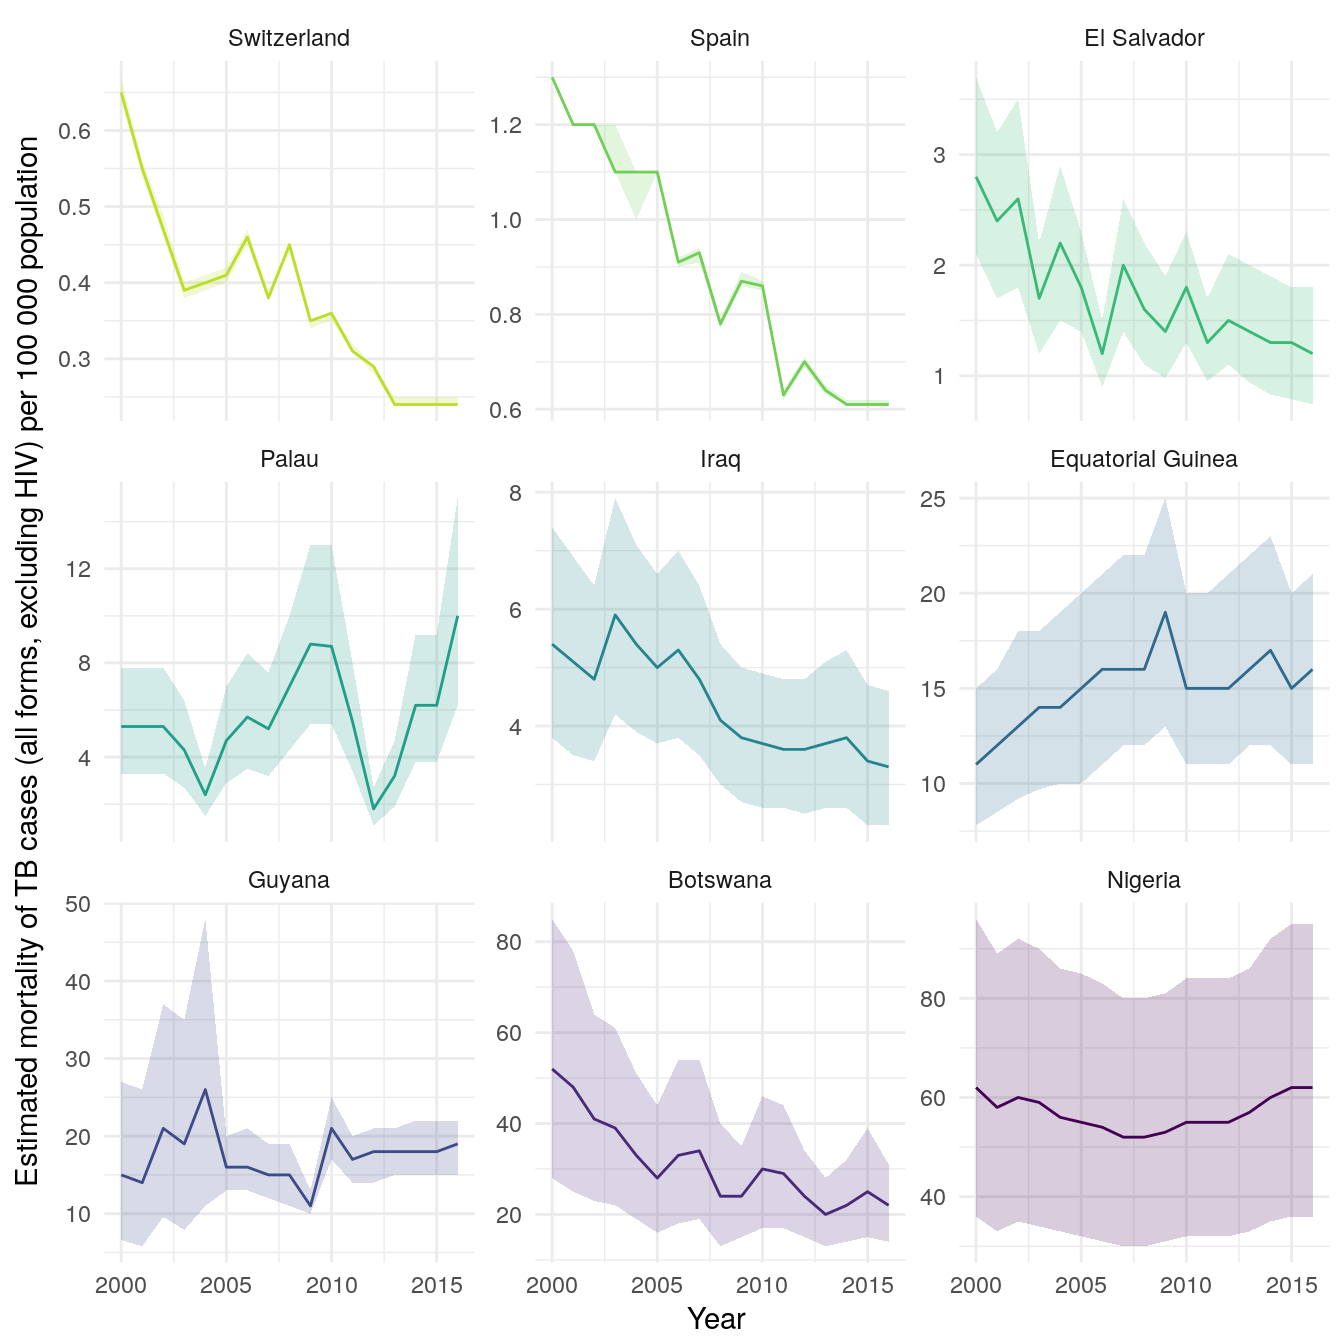 Switzerland
Spain
El Salvador
0.6
0.5
0.4
0.3
1.2
1.0
0.8
0.6
3
2
1
Palau
Iraq
Equatorial Guinea
12
8
4
8
6
4
25
20
15
10
Guyana
Botswana
Nigeria
50
40
30
20
10
80
60
40
20
80
60
40
2000 2005 2010 2015
2000 2005 2010 2015
2000 2005 2010 2015
Year
Estimated mortality of TB cases (all forms, excluding HIV) per 100 000 population